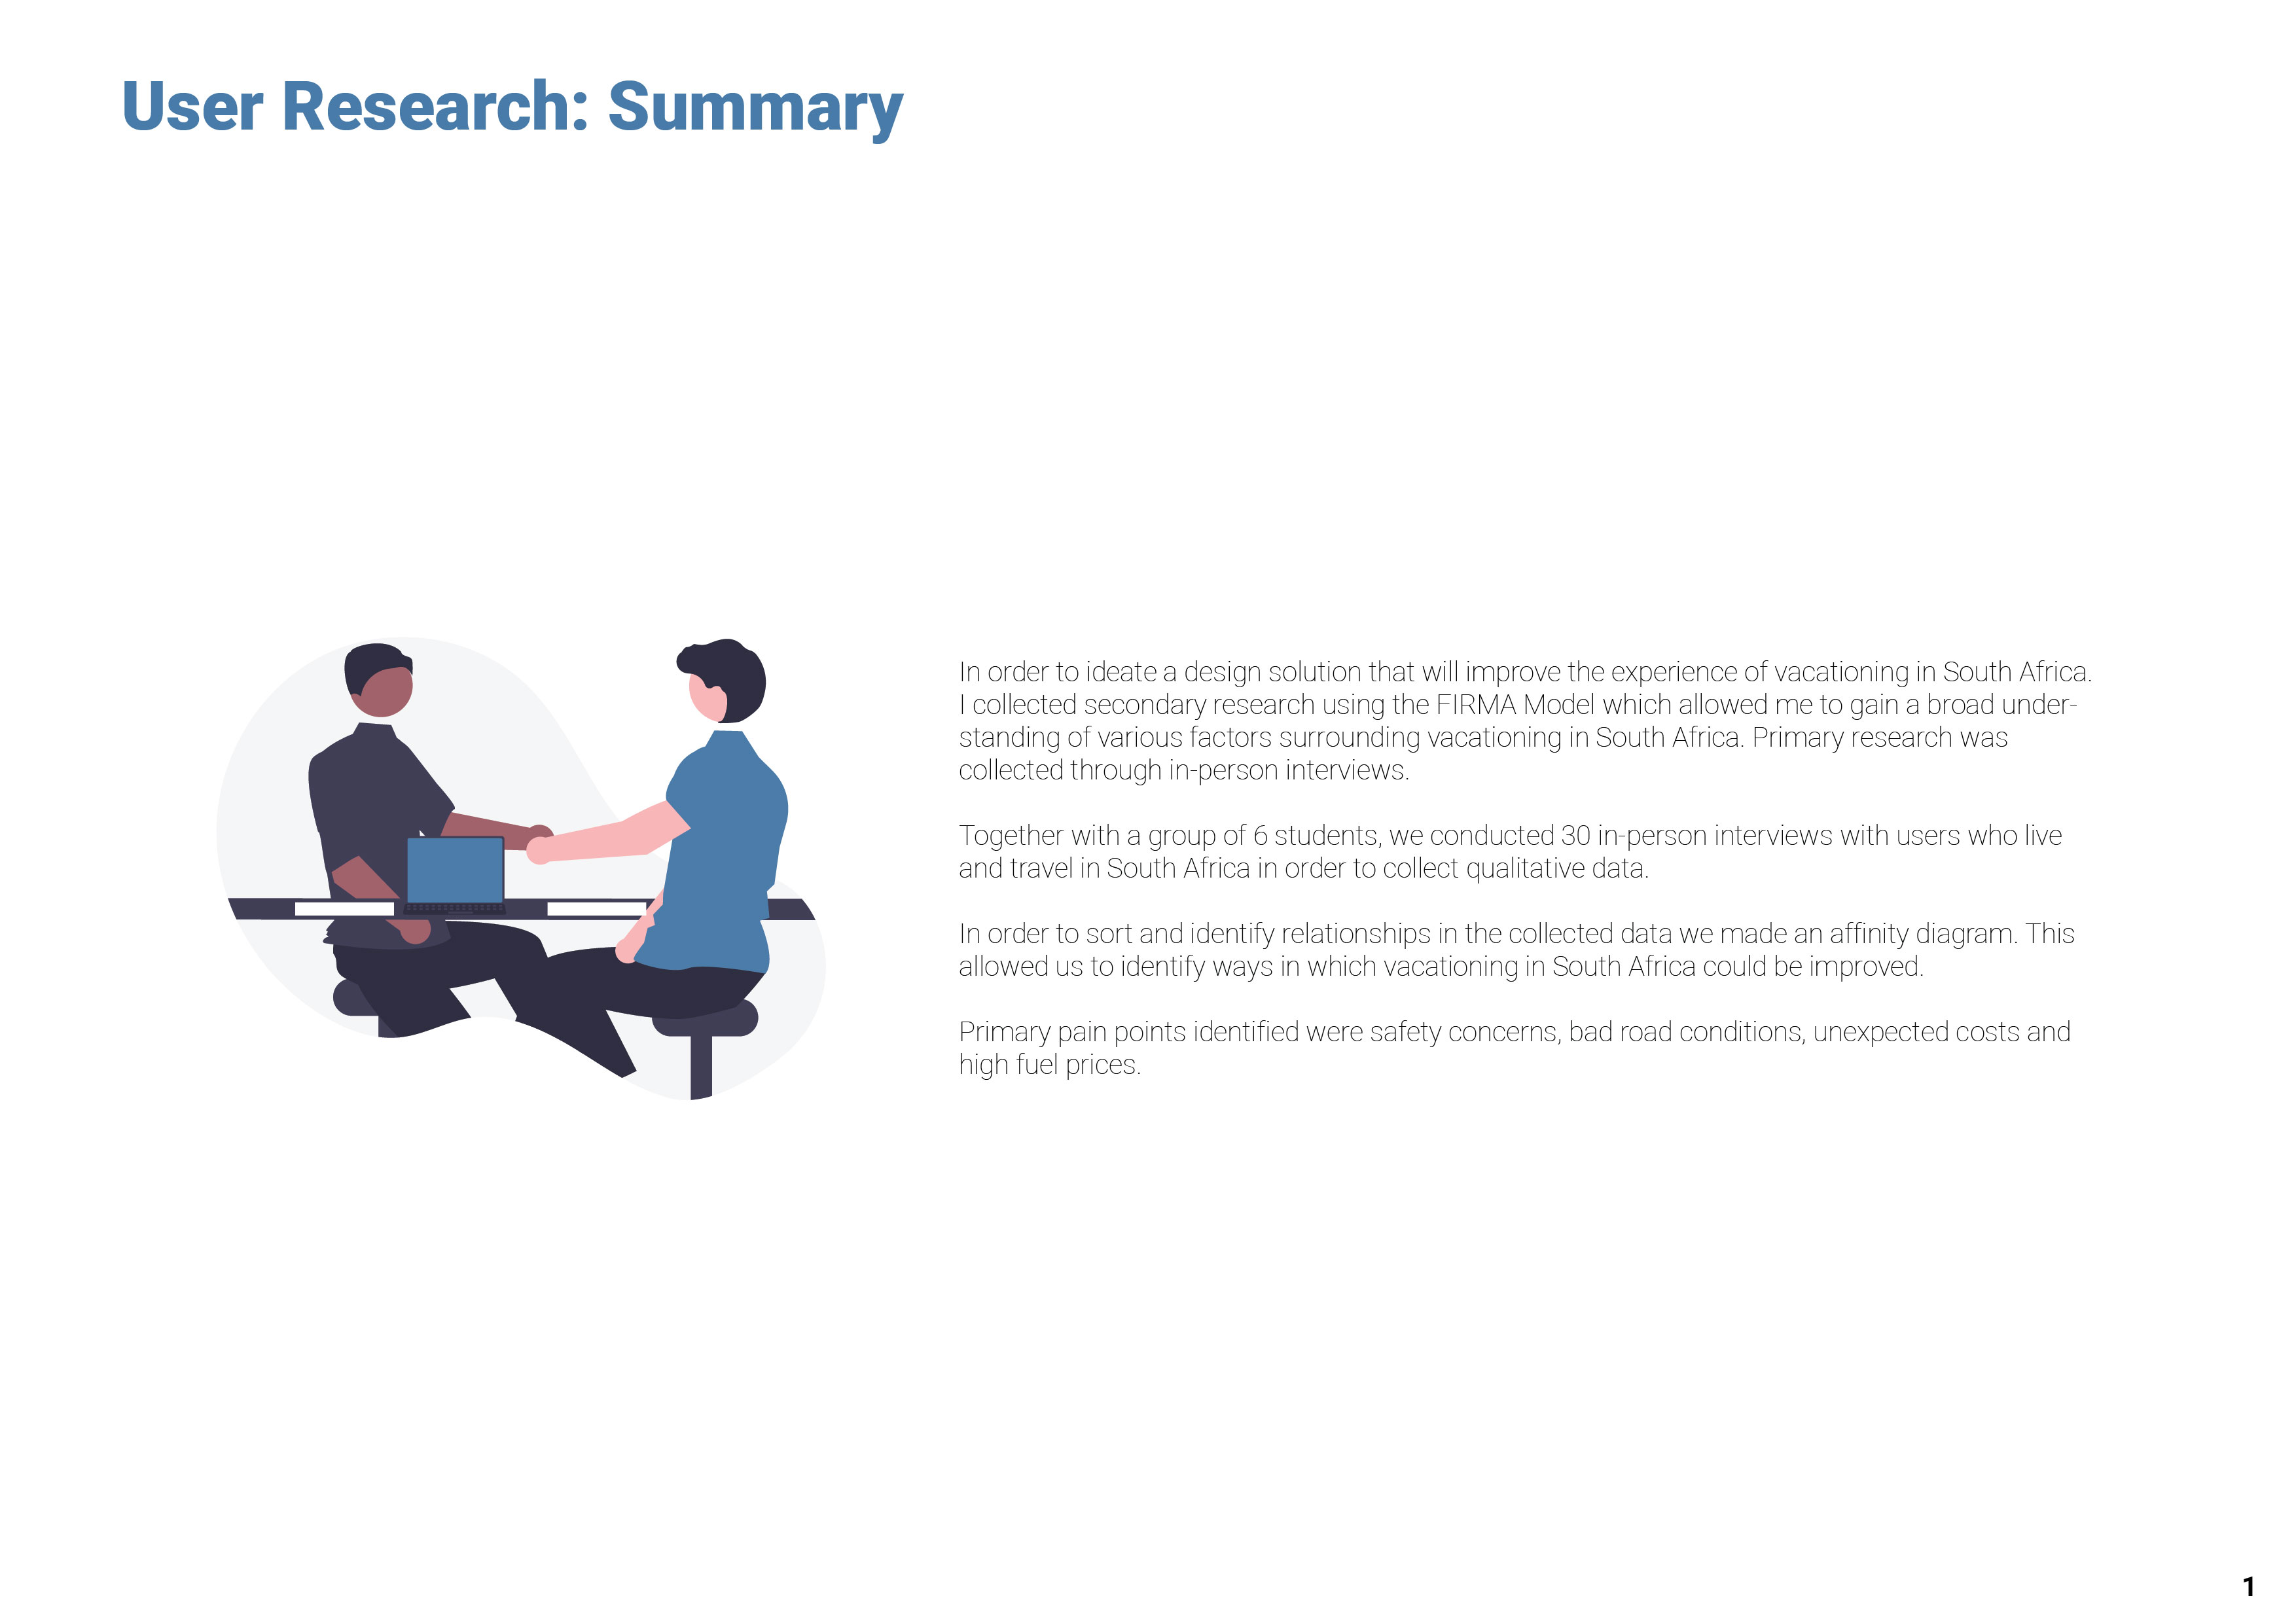 User Research: Summary
In order to ideate a design solution that will improve the experience of vacationing in South Africa.
I collected secondary research using the FIRMA Model which allowed me to gain a broad under-
standing of various factors surrounding vacationing in South Africa. Primary research was
collected through in-person interviews.
Together with a group of 6 students, we conducted 30 in-person interviews with users who live
and travel in South Africa in order to collect qualitative data.
In order to sort and identify relationships in the collected data we made an affinity diagram. This
allowed us to identify ways in which vacationing in South Africa could be improved.
Primary pain points identified were safety concerns, bad road conditions, unexpected costs and
high fuel prices.
1